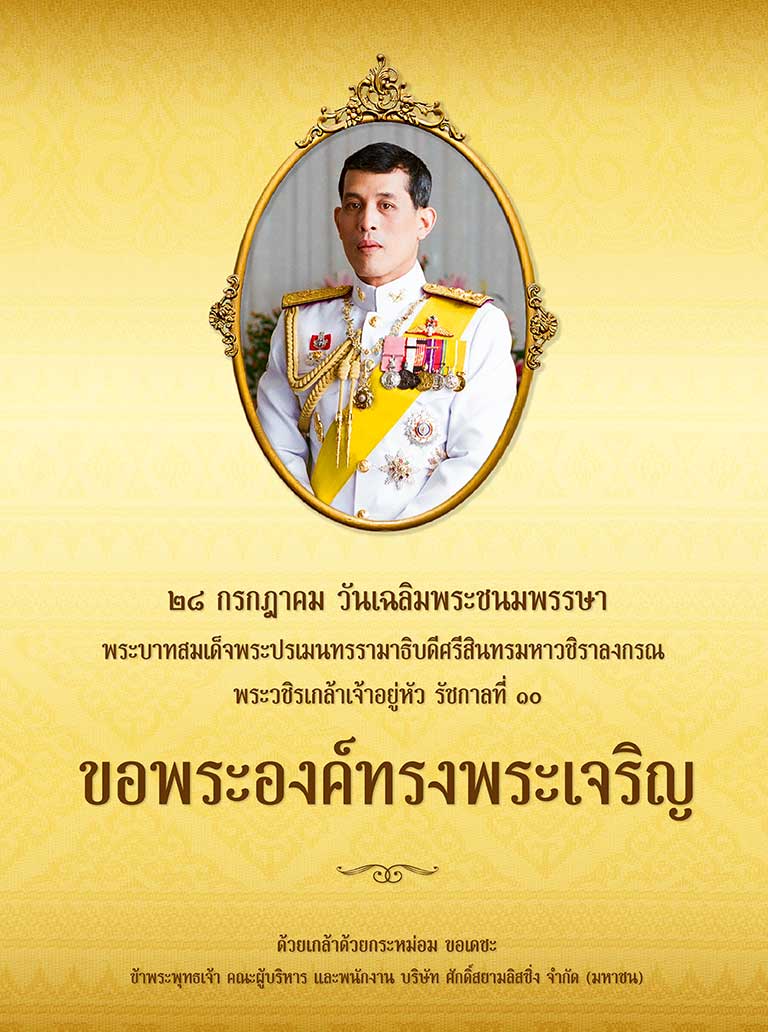 ๒๘ กรกฎาคม วันเฉลิมพระชนมพรรษา
พระบาทสมเด็จพระปรเมนทรรามาธิบดีศรีสินทรมหาวชิราลงกรณ
พระวชิรเกล้าเจ้าอยู่หัว รัชกาลที่ ๑๐
ขอพระองค์ทรงพระเจริญ
ด้วยเกล้าด้วยกระหม่อม ขอเดชะ
ข้าพระพุทธเจ้า คณะผู้บริหาร และพนักงาน บริษัท ศักดิ์สยามลิสซิ่ง จำกัด (มหาชน)